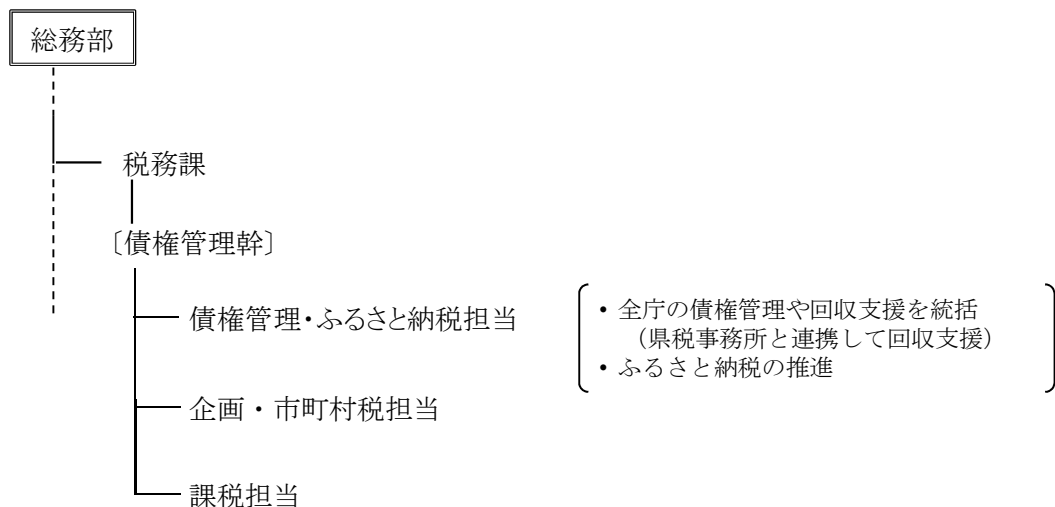 総務部
税務課
〔債権管理幹〕
債権管理・ふるさと納税担当
・全庁の債権管理や回収支援を統括
（県税事務所と連携して回収支援）
・ふるさと納税の推進
企画・市町村税担当
課税担当